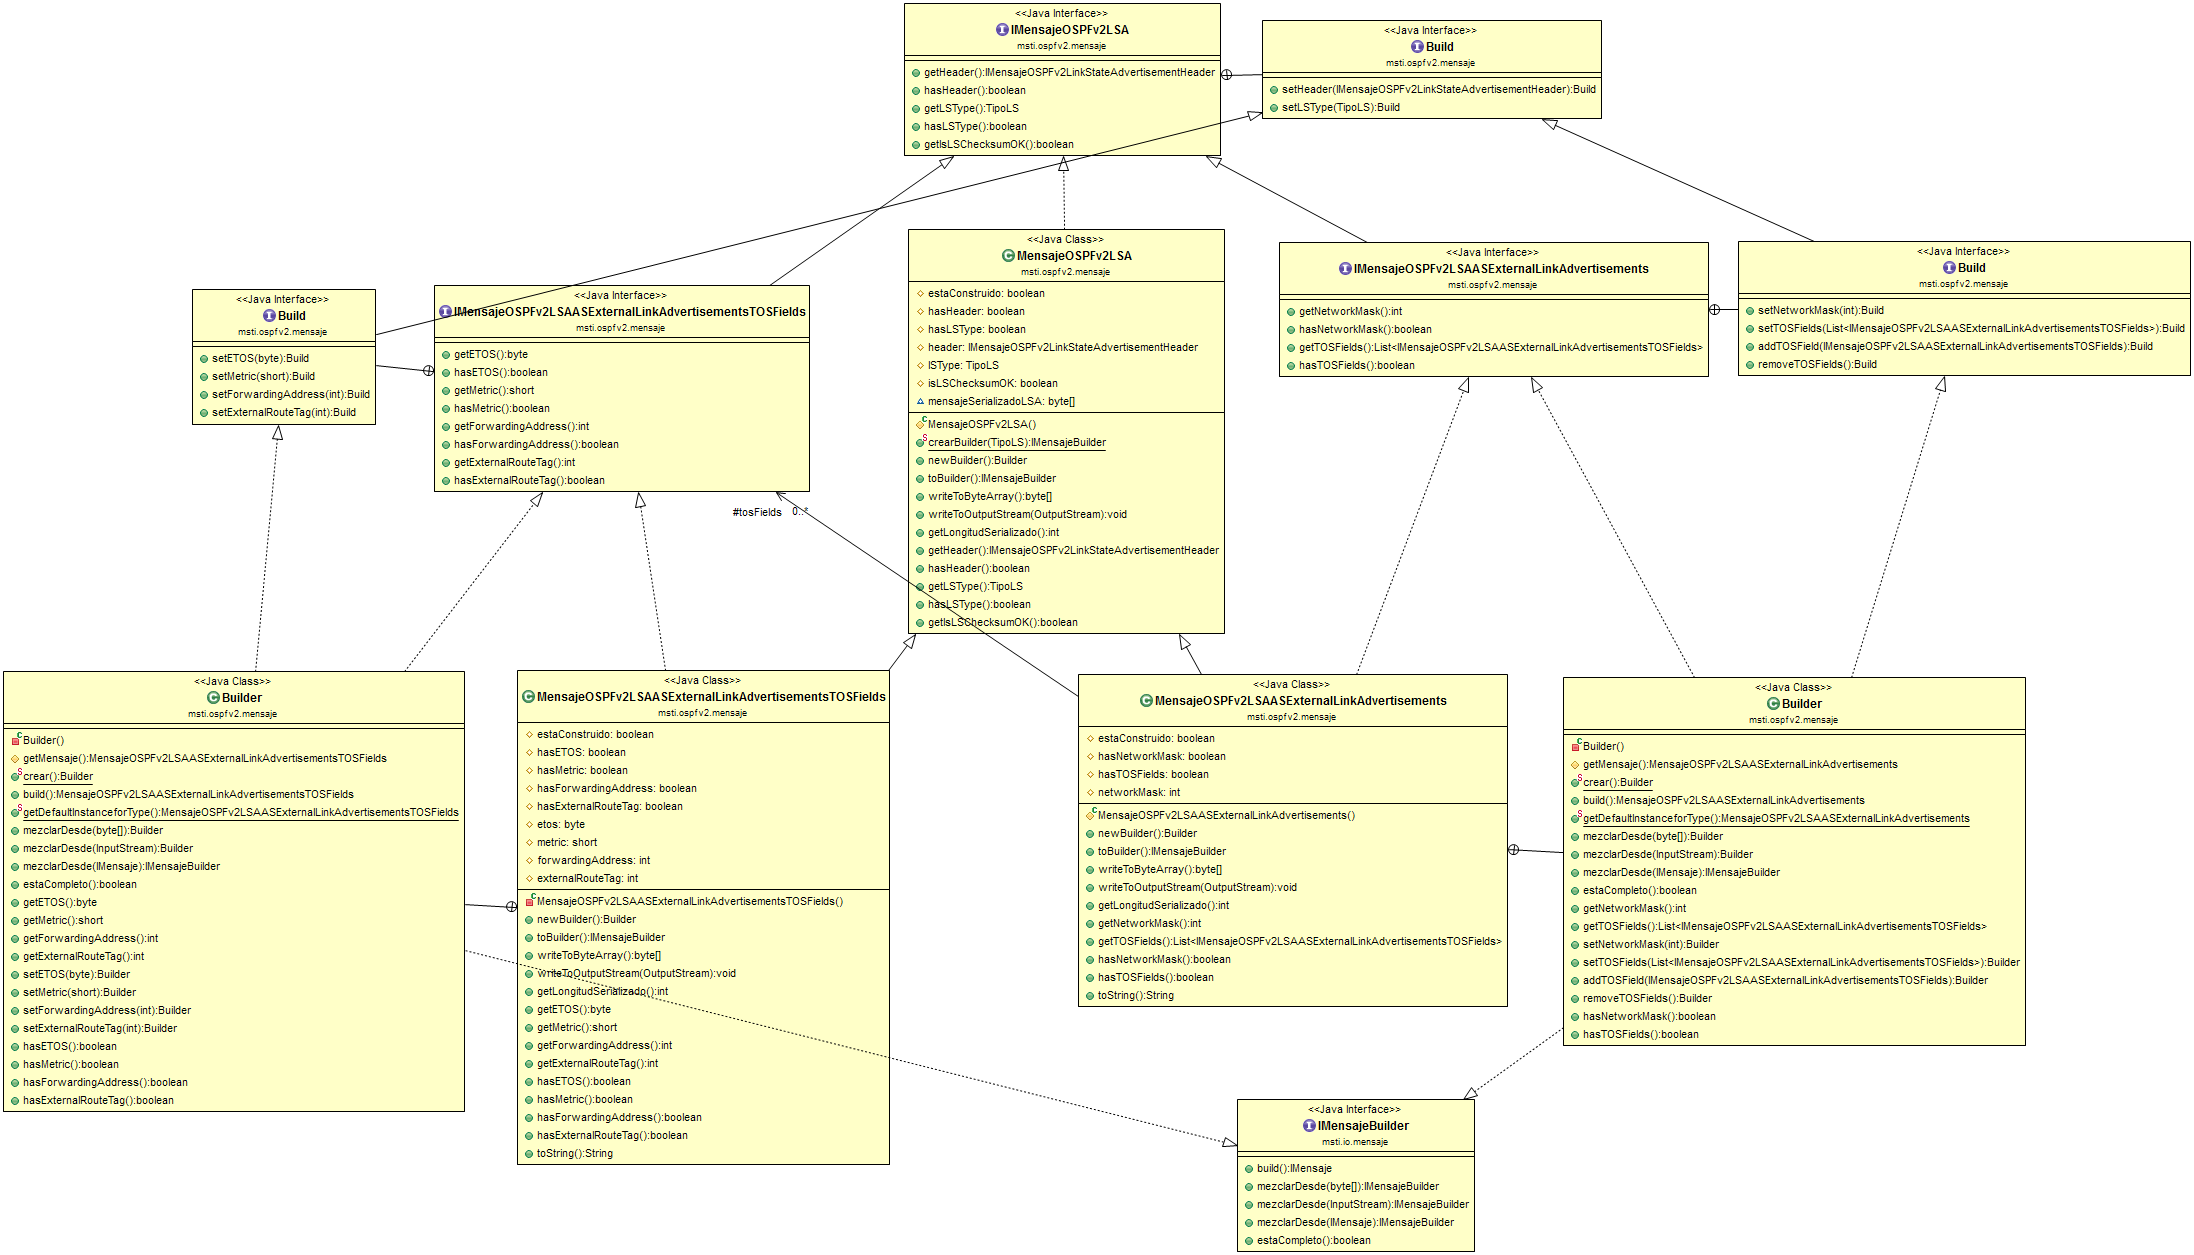 <<Java Interface>>
IMensajeOSPFv2LSA
msti.ospfv2.mensaje
getHeader():IMensajeOSPFv2LinkStateAdvertisementHeader
hasHeader():boolean
getLSType():TipoLS
hasLSType():boolean
getIsLSChecksumOK():boolean
<<Java Interface>>
Build
msti.ospfv2.mensaje
setHeader(IMensajeOSPFv2LinkStateAdvertisementHeader):Build
setLSType(TipoLS):Build
<<Java Interface>>
Build
msti.ospfv2.mensaje
setETOS(byte):Build
setMetric(short):Build
setForwardingAddress(int):Build
setExternalRouteTag(int):Build
<<Java Interface>>
IMensajeOSPFv2LSAASExternalLinkAdvertisementsTOSFields
msti.ospfv2.mensaje
getETOS():byte
hasETOS():boolean
getMetric():short
hasMetric():boolean
getForwardingAddress():int
hasForwardingAddress():boolean
getExternalRouteTag():int
hasExternalRouteTag():boolean
#tosFields 0..*
<<Java Class>>
MensajeOSPFv2LSA
msti.ospfv2.mensaje
estaConstruido: boolean
hasHeader: boolean
hasLSType: boolean
header: IMensajeOSPFv2LinkStateAdvertisementHeader
lSType: TipoLS
isLSChecksumOK: boolean
mensajeSerializadoLSA: byte[]
MensajeOSPFv2LSA()
crearBuilder(TipoLS):IMensajeBuilder
newBuilder():Builder
toBuilder():IMensajeBuilder
writeToByteArray():byte[]
writeToOutputStream(OutputStream):void
getLongitudSerializado():int
getHeader():IMensajeOSPFv2LinkStateAdvertisementHeader
hasHeader():boolean
getLSType():TipoLS
hasLSType():boolean
getIsLSChecksumOK():boolean
<<Java Interface>>
IMensajeOSPFv2LSAASExternalLinkAdvertisements
msti.ospfv2.mensaje
getNetworkMask():int
hasNetworkMask():boolean
getTOSFields():List<IMensajeOSPFv2LSAASExternalLinkAdvertisementsTOSFields>
hasTOSFields():boolean
<<Java Interface>>
Build
msti.ospfv2.mensaje
setNetworkMask(int):Build
setTOSFields(List<IMensajeOSPFv2LSAASExternalLinkAdvertisementsTOSFields>):Build
addTOSField(IMensajeOSPFv2LSAASExternalLinkAdvertisementsTOSFields):Build
removeTOSFields():Build
<<Java Class>>
Builder
msti.ospfv2.mensaje
Builder()
getMensaje():MensajeOSPFv2LSAASExternalLinkAdvertisementsTOSFields
crear():Builder
build():MensajeOSPFv2LSAASExternalLinkAdvertisementsTOSFields
getDefaultInstanceforType():MensajeOSPFv2LSAASExternalLinkAdvertisementsTOSFields
mezclarDesde(byte[]):Builder
mezclarDesde(InputStream):Builder
mezclarDesde(IMensaje):IMensajeBuilder
estaCompleto():boolean
getETOS():byte
getMetric():short
getForwardingAddress():int
getExternalRouteTag():int
setETOS(byte):Builder
setMetric(short):Builder
setForwardingAddress(int):Builder
setExternalRouteTag(int):Builder
hasETOS():boolean
hasMetric():boolean
hasForwardingAddress():boolean
hasExternalRouteTag():boolean
<<Java Class>>
MensajeOSPFv2LSAASExternalLinkAdvertisementsTOSFields
msti.ospfv2.mensaje
estaConstruido: boolean
hasETOS: boolean
hasMetric: boolean
hasForwardingAddress: boolean
hasExternalRouteTag: boolean
etos: byte
metric: short
forwardingAddress: int
externalRouteTag: int
MensajeOSPFv2LSAASExternalLinkAdvertisementsTOSFields()
newBuilder():Builder
toBuilder():IMensajeBuilder
writeToByteArray():byte[]
writeToOutputStream(OutputStream):void
getLongitudSerializado():int
getETOS():byte
getMetric():short
getForwardingAddress():int
getExternalRouteTag():int
hasETOS():boolean
hasMetric():boolean
hasForwardingAddress():boolean
hasExternalRouteTag():boolean
toString():String
<<Java Class>>
MensajeOSPFv2LSAASExternalLinkAdvertisements
msti.ospfv2.mensaje
estaConstruido: boolean
hasNetworkMask: boolean
hasTOSFields: boolean
networkMask: int
MensajeOSPFv2LSAASExternalLinkAdvertisements()
newBuilder():Builder
toBuilder():IMensajeBuilder
writeToByteArray():byte[]
writeToOutputStream(OutputStream):void
getLongitudSerializado():int
getNetworkMask():int
getTOSFields():List<IMensajeOSPFv2LSAASExternalLinkAdvertisementsTOSFields>
hasNetworkMask():boolean
hasTOSFields():boolean
toString():String
<<Java Class>>
Builder
msti.ospfv2.mensaje
Builder()
getMensaje():MensajeOSPFv2LSAASExternalLinkAdvertisements
crear():Builder
build():MensajeOSPFv2LSAASExternalLinkAdvertisements
getDefaultInstanceforType():MensajeOSPFv2LSAASExternalLinkAdvertisements
mezclarDesde(byte[]):Builder
mezclarDesde(InputStream):Builder
mezclarDesde(IMensaje):IMensajeBuilder
estaCompleto():boolean
getNetworkMask():int
getTOSFields():List<IMensajeOSPFv2LSAASExternalLinkAdvertisementsTOSFields>
setNetworkMask(int):Builder
setTOSFields(List<IMensajeOSPFv2LSAASExternalLinkAdvertisementsTOSFields>):Builder
addTOSField(IMensajeOSPFv2LSAASExternalLinkAdvertisementsTOSFields):Builder
removeTOSFields():Builder
hasNetworkMask():boolean
hasTOSFields():boolean
<<Java Interface>>
IMensajeBuilder
msti.io.mensaje
build():IMensaje
mezclarDesde(byte[]):IMensajeBuilder
mezclarDesde(InputStream):IMensajeBuilder
mezclarDesde(IMensaje):IMensajeBuilder
estaCompleto():boolean